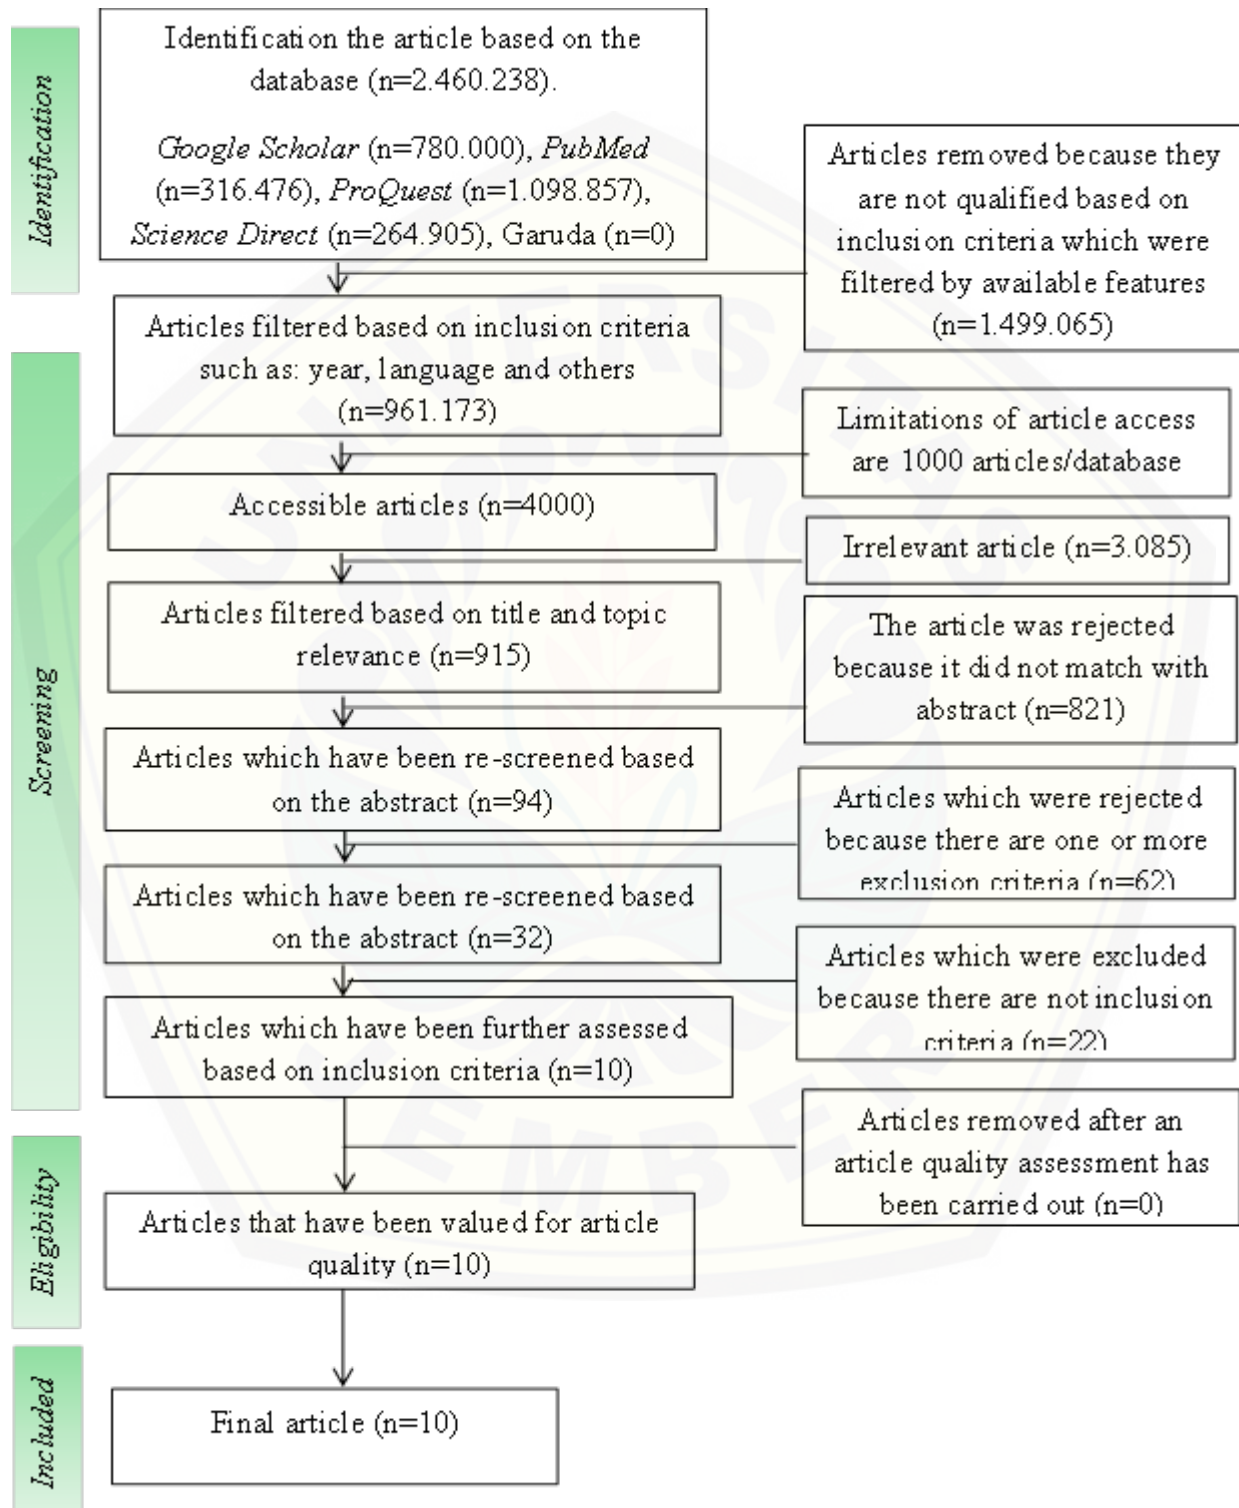 Identification
Identification the article based on the
database (n=2.460.238).
Google Scholar (n=780.000), PubMed
(n=316.476), ProQuest (n=1.098.857),
Science Direct (n=264.905), Garuda (n=0)
Articles removed because they
are not qualified based on
inclusion criteria which were
filtered by available features
(n=1.499.065)
Screening
Articles filtered based on inclusion criteria
such as: year, language and others
(n=961.173)
Limitations of article access
are 1000 articles/database
Accessible articles (n=4000)
Irrelevant article (n=3.085)
Articles filtered based on title and topic
relevance (n=915)
The article was rejected
because it did not match with
abstract (n=821)
Articles which have been re-screened based
on the abstract (n=94)
Articles which were rejected
because there are one or more
exclusion criteria (n=62)
Articles which have been re-screened based
on the abstract (n=32)
Articles which were excluded
because there are not inclusion
criteria (n=22)
Articles which have been further assessed
based on inclusion criteria (n=10)
Articles removed after an
article quality assessment has
been carried out (n=0)
Eligibility
Articles that have been valued for article
quality (n=10)
Included
Final article (n=10)
UNIVERSITAS
JEMBER